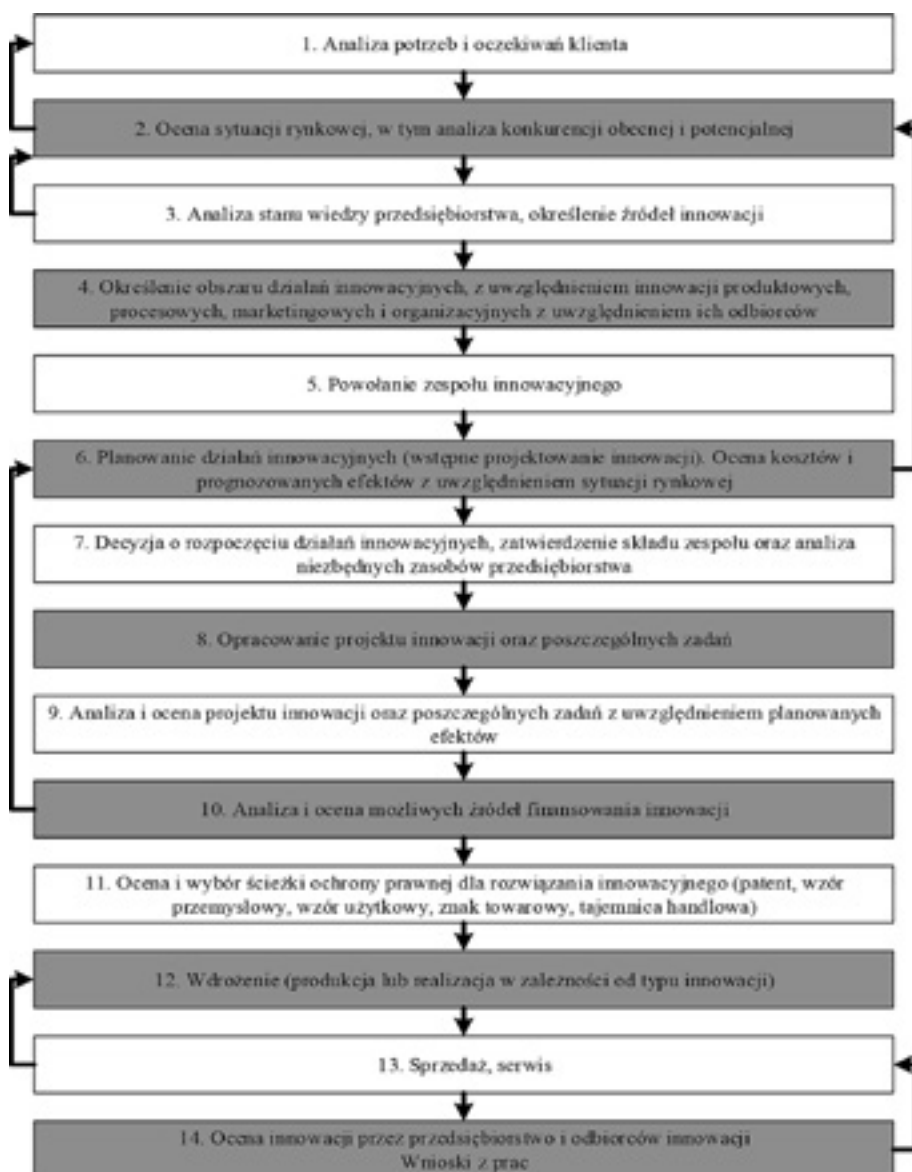 1. Analiza potrzeb i oczekiwań klienta
2. Ocena sytuacji rynkowej, w tym analiza konkurencji obecnej i potencjalnej
3. Analiza stanu wiedzy przedsiębiorstwa, określenie źródeł innowacji
4. Określenie obszaru działań innowacyjnych, z uwzględnieniem innowacji produktowych,
procesowych, marketingowych i organizacyjnych z uwzględnieniem ich odbiorców
5. Powołanie zespołu innowacyjnego
6. Planowanie działań innowacyjnych (wstępne projektowanie innowacji). Ocena kosztów i
prognozowanych efektów z uwzględnieniem sytuacji rynkowej
7. Decyzja o rozpoczęciu działań innowacyjnych, zatwierdzenie składu zespołu oraz analiza
niezbędnych zasobów przedsiębiorstwa
8. Opracowanie projektu innowacji oraz poszczególnych zadań
9. Analiza i ocena projektu innowacji oraz poszczególnych zadań z uwzględnieniem planowanych
efektów
10. Analiza i ocena możliwych źródeł finansowania innowacji
11. Ocena i wybór ścieżki ochrony prawnej dla rozwiązania innowacyjnego (patent, wzór
przemysłowy, wzór użytkowy, znak towarowy, tajemnica handlowa)
12. Wdrożenie (produkcja lub realizacja w zależności od typu innowacji)
13. Sprzedaż, serwis
14. Ocena innowacji przez przedsiębiorstwo i odbiorców innowacji
Wnioski z prac